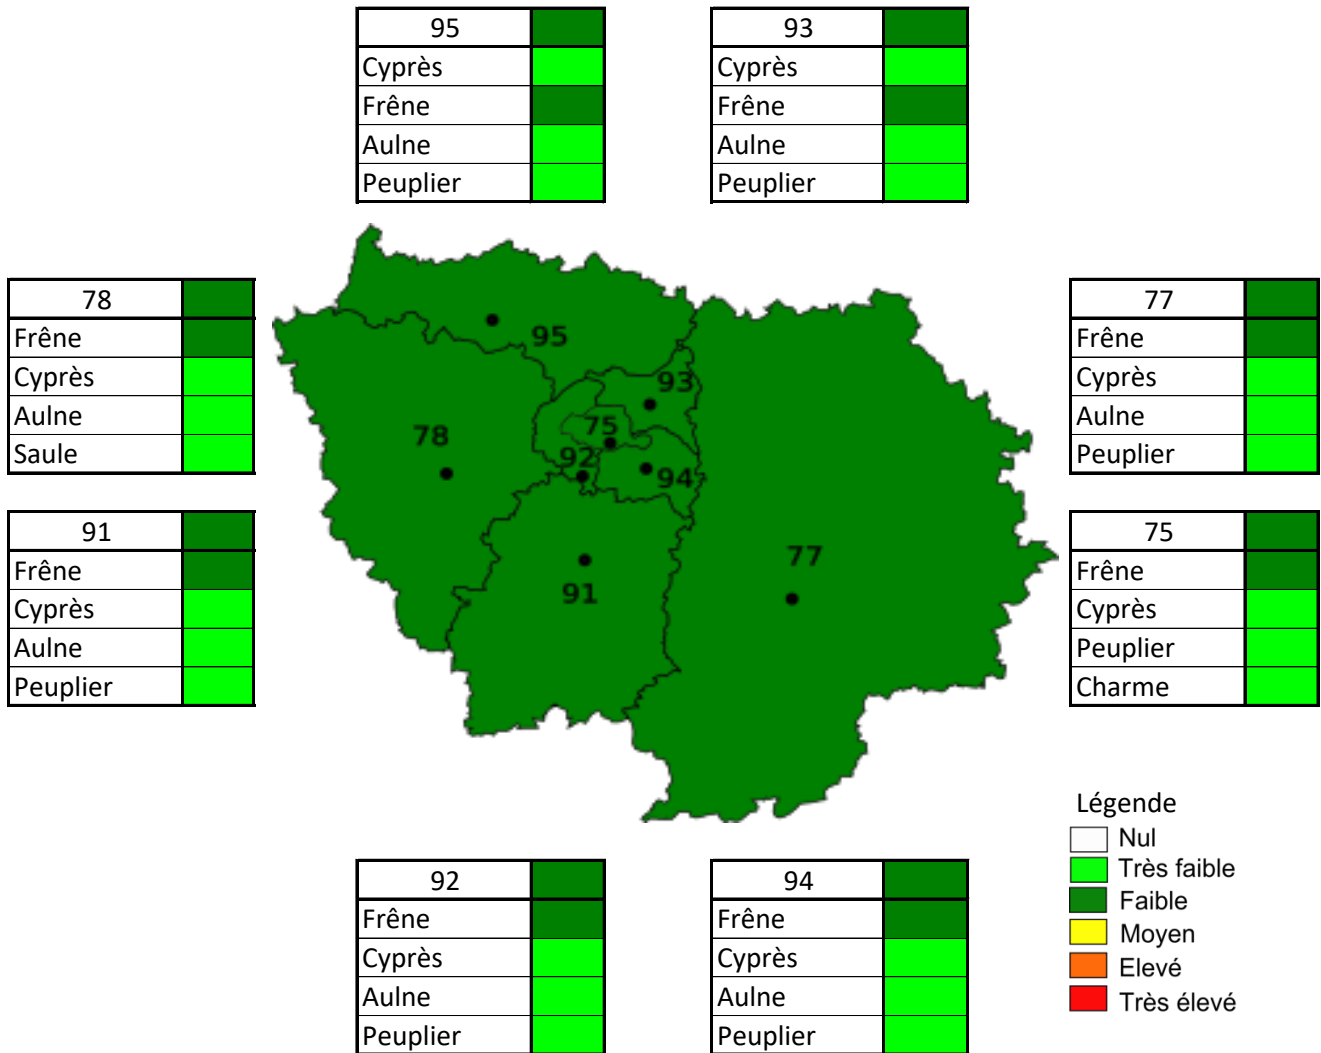 95
Cyprès
Frêne
Aulne
Peuplier
93
Cyprès
Frêne
Aulne
Peuplier
78
Frêne
Cyprès
Aulne
Saule
91
Frêne
Cyprès
Aulne
Peuplier
95
93
75
78
92
94
77
91
77
Frêne
Cyprès
Aulne
Peuplier
75
Frêne
Cyprès
Peuplier
Charme
92
Frêne
Cyprès
Aulne
Peuplier
94
Frêne
Cyprès
Aulne
Peuplier
Légende
Nul
Très faible
Faible
Moyen
Elevé
Très élevé